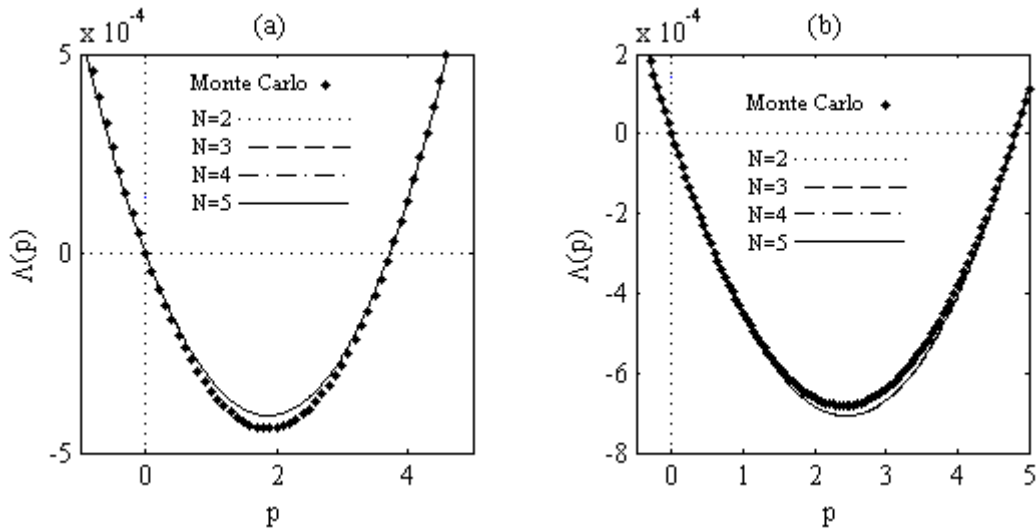 (a)
x 10⁻⁴
5
0
-5
Λ(p)
Monte Carlo
N=2
N=3
N=4
N=5
0
2
4
p
(b)
x 10⁻⁴
2
0
-2
-4
-6
-8
Λ(p)
Monte Carlo
N=2
N=3
N=4
N=5
0
1
2
3
4
5
p